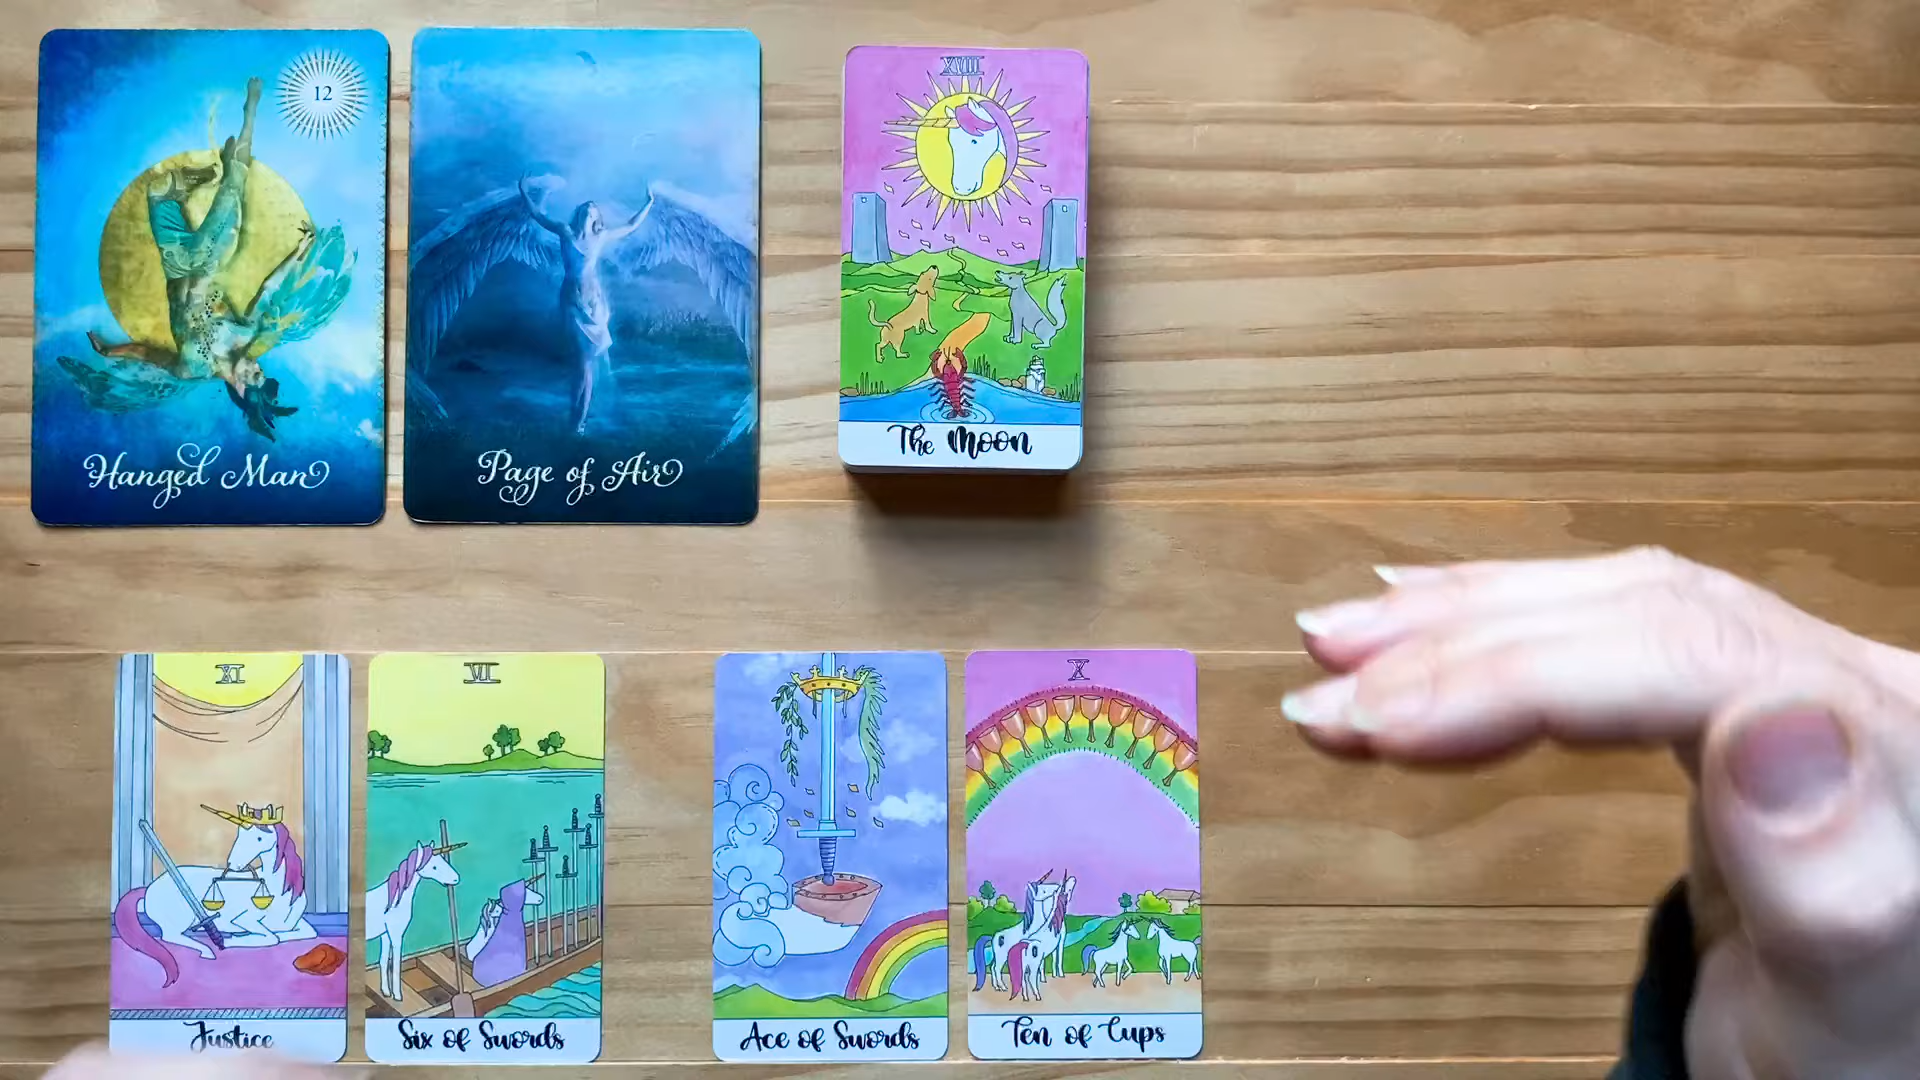 12
Hanged Man
Page of Air
XVIII
The Moon
XI
Justice
VI
Six of Swords
Ace of Swords
X
Ten of Cups